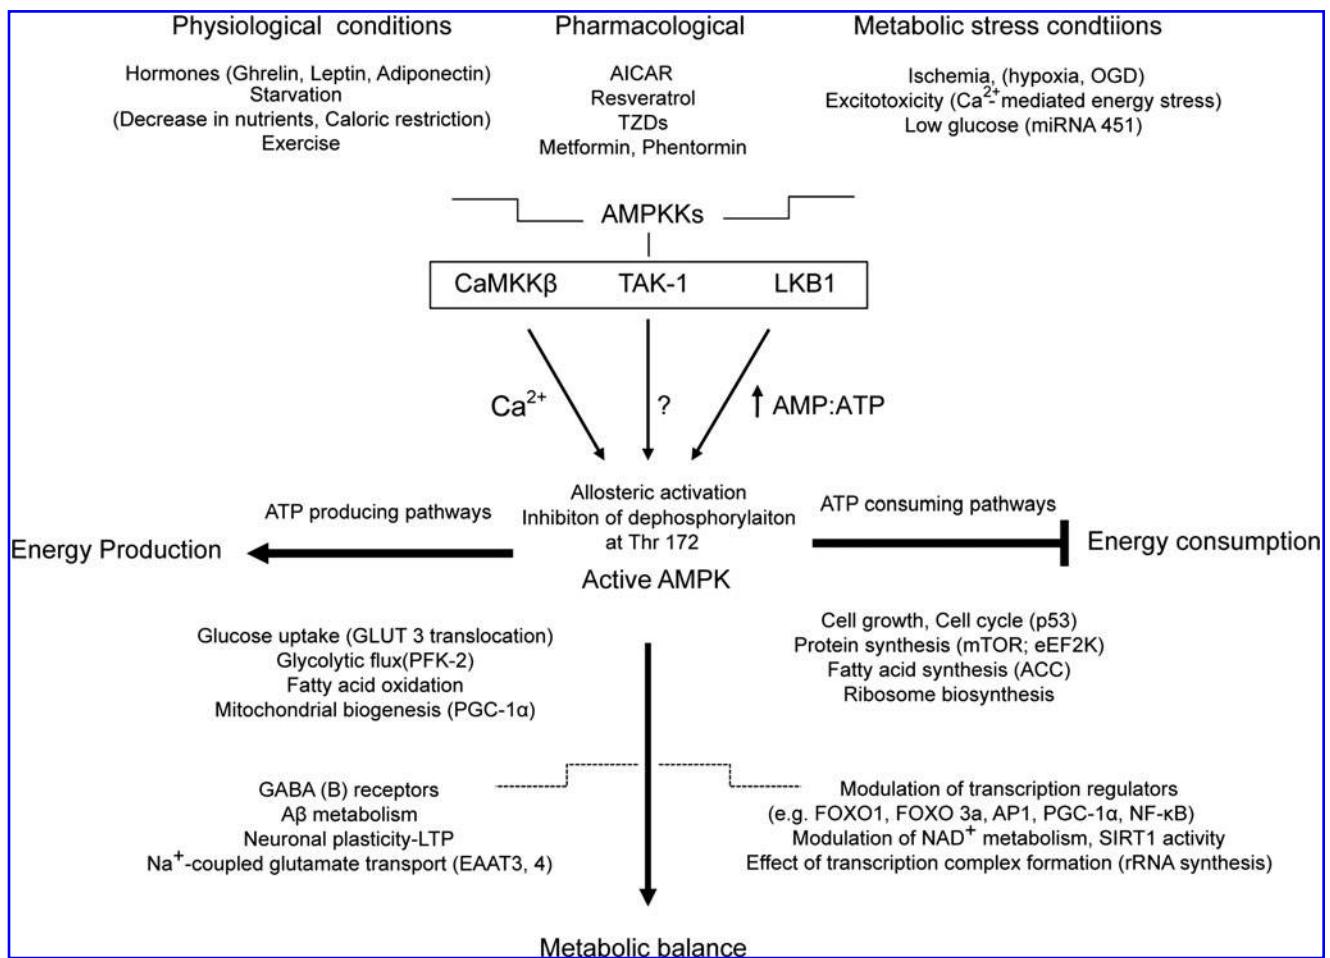 Physiological conditions
Pharmacological
Metabolic stress condtiions
Hormones (Ghrelin, Leptin, Adiponectin)
Starvation
(Decrease in nutrients, Caloric restriction)
Exercise
AICAR
Resveratrol
TZDs
Metformin, Phentormin
Ischemia, (hypoxia, OGD)
Excitotoxicity (Ca2+- mediated energy stress)
Low glucose (miRNA 451)
AMPKKs
CaMKKβ
TAK-1
LKB1
Ca2+
?
↑ AMP:ATP
Allosteric activation
Inhibiton of dephosphorylaiton
at Thr 172
Active AMPK
ATP producing pathways
Energy Production
ATP consuming pathways
Energy consumption
Glucose uptake (GLUT 3 translocation)
Glycolytic flux(PFK-2)
Fatty acid oxidation
Mitochondrial biogenesis (PGC-1α)
Cell growth, Cell cycle (p53)
Protein synthesis (mTOR; eEF2K)
Fatty acid synthesis (ACC)
Ribosome biosynthesis
GABA (B) receptors
Aβ metabolism
Neuronal plasticity-LTP
Na+-coupled glutamate transport (EAAT3, 4)
Modulation of transcription regulators
(e.g. FOXO1, FOXO 3a, AP1, PGC-1α, NF-κB)
Modulation of NAD+ metabolism, SIRT1 activity
Effect of transcription complex formation (rRNA synthesis)
Metabolic balance